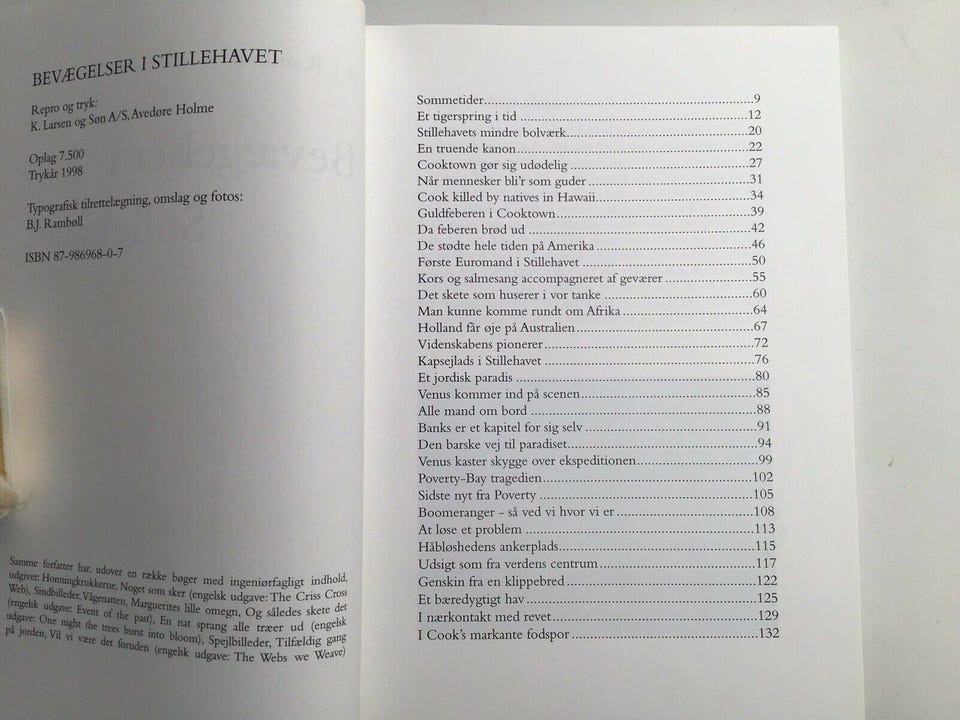 BEVÆGELSER I STILLEHAVET
Repro og tryk:
K. Larsen og Søn A/S, Avedøre Holme
Oplag 7.500
Trykår 1998
Typografisk tilrettelægning, omslag og fotos:
B.J. Rambøll
ISBN 87-986968-0-7
Samme forfatter har, udover en række bøger med ingeniørfagligt indhold,
udgivet: Honningkrukkerne, Noget som sker (engelsk udgave: The Criss Cross
Web), Sindbilleder, Vågenatten, Marguerites lille omegn, Og således skete det
(engelsk udgave: Event of the past), En nat sprang alle træer ud (engelsk
udgave: One night the trees burst into bloom), Spejlbilleder, Tilfældig gang
på jorden, Vil vi være det foruden (engelsk udgave: The Webs we Weave)
Sommetider...9
Et tigerspring i tid...12
Stillehavets mindre bolværk...20
En truende kanon...22
Cooktown gør sig udødelig...27
Når mennesker bli'r som guder...31
Cook killed by natives in Hawaii...34
Guldfeberen i Cooktown...39
Da feberen brød ud...42
De stødte hele tiden på Amerika...46
Første Euromand i Stillehavet...50
Kors og salmesang accompagneret af geværer...55
Det skete som huserer i vor tanke...60
Man kunne komme rundt om Afrika...64
Holland får øje på Australien...67
Videnskabens pionerer...72
Kapsejlads i Stillehavet...76
Et jordisk paradis...80
Venus kommer ind på scenen...85
Alle mand om bord...88
Banks er et kapitel for sig selv...91
Den barske vej til paradiset...94
Venus kaster skygge over ekspeditionen...99
Poverty-Bay tragedien...102
Sidste nyt fra Poverty...105
Boomeranger - så ved vi hvor vi er...108
At løse et problem...113
Håbløshedens ankerplads...115
Udsigt som fra verdens centrum...117
Genskin fra en klippebred...122
Et bæredygtigt hav...125
I nærkontakt med revet...129
I Cook's markante fodspor...132